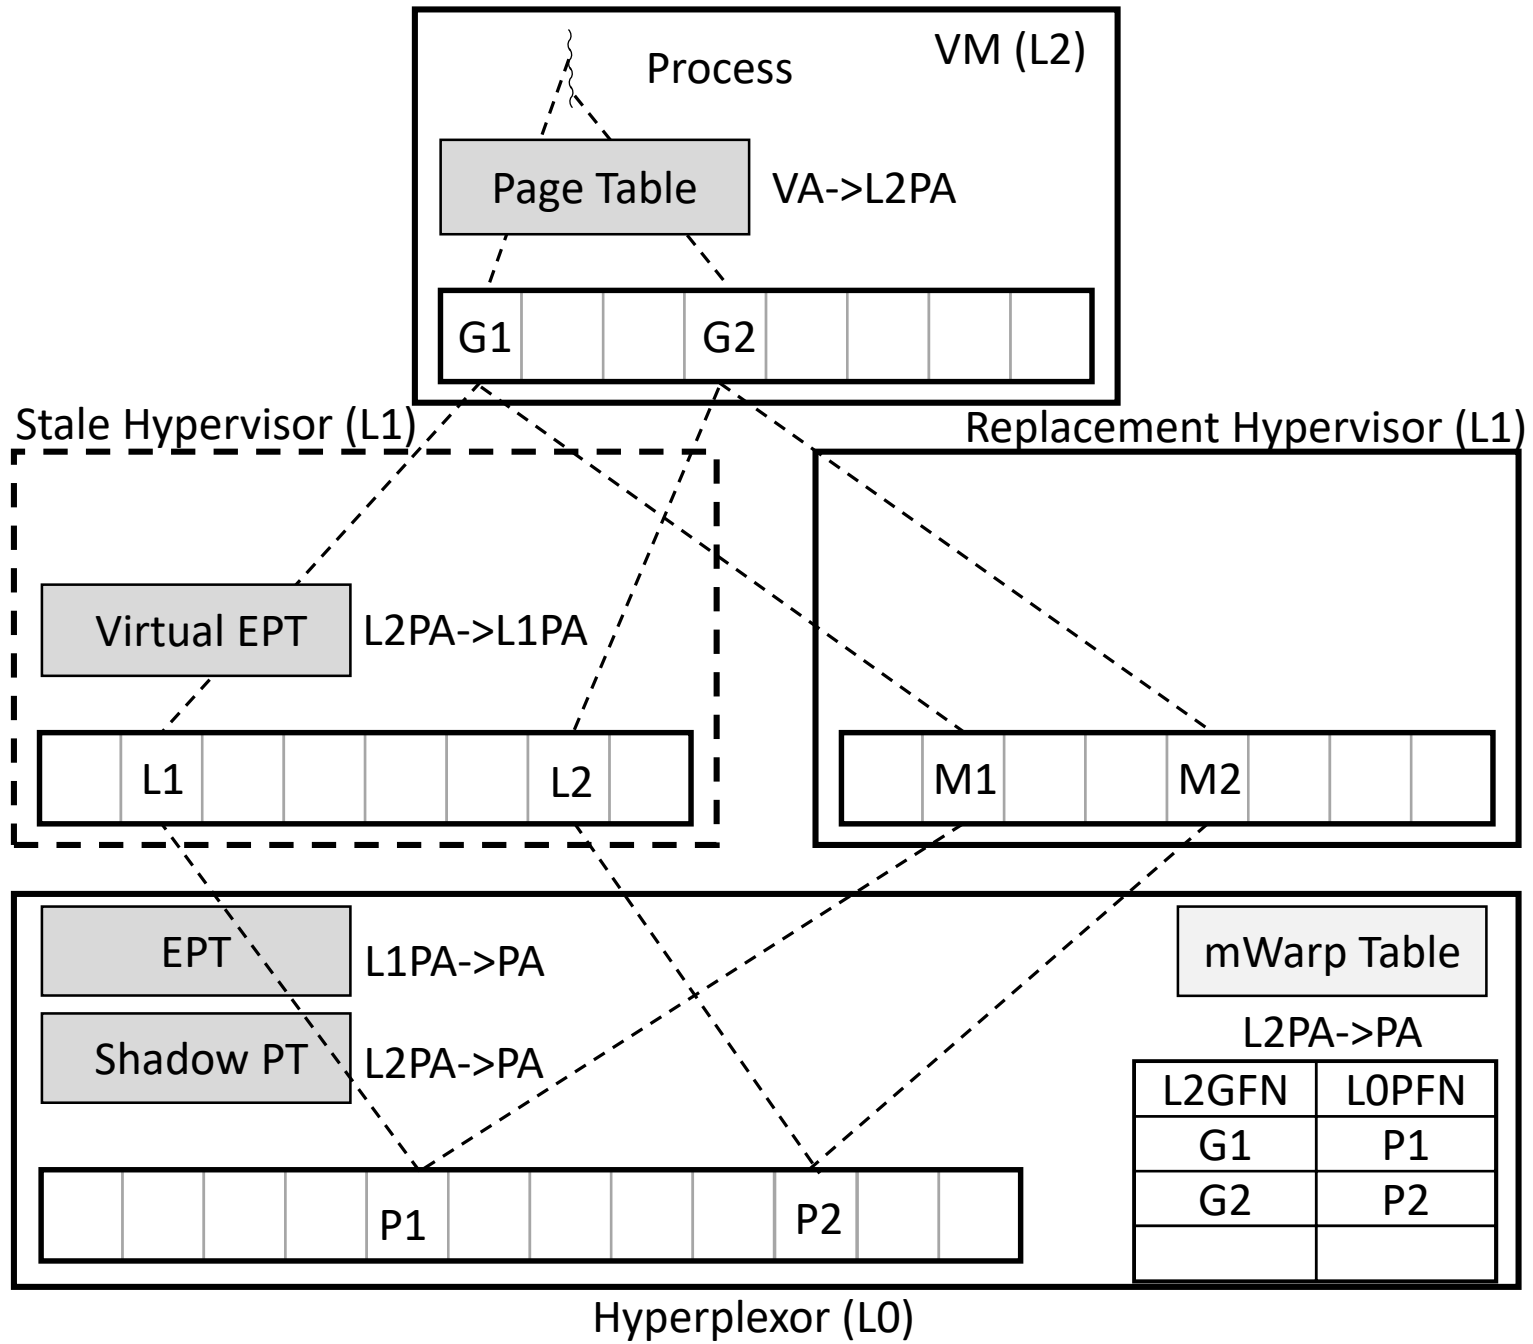 VM (L2)
Process
Page Table
VA->L2PA
G1
G2
Stale Hypervisor (L1)
Replacement Hypervisor (L1)
Virtual EPT
L2PA->L1PA
L1
L2
M1
M2
EPT
L1PA->PA
mWarp Table
Shadow PT
L2PA->PA
L2PA->PA
L2GFN L0PFN
G1 P1
G2 P2
P1
P2
Hyperplexor (L0)